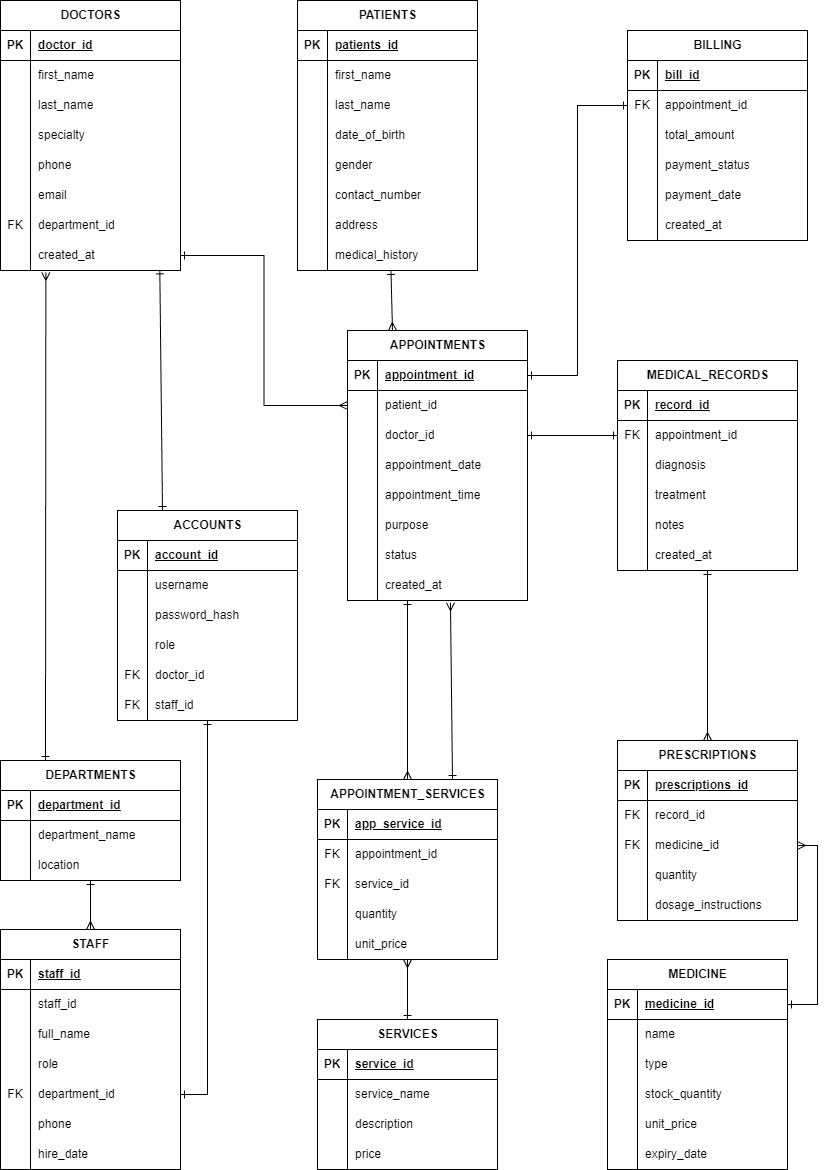 DOCTORS
PK doctor_id
first_name
last_name
specialty
phone
email
FK department_id
created_at
PATIENTS
PK patients_id
first_name
last_name
date_of_birth
gender
contact_number
address
medical_history
BILLING
PK bill_id
FK appointment_id
total_amount
payment_status
payment_date
created_at
APPOINTMENTS
PK appointment_id
patient_id
doctor_id
appointment_date
appointment_time
purpose
status
created_at
MEDICAL_RECORDS
PK record_id
FK appointment_id
diagnosis
treatment
notes
created_at
ACCOUNTS
PK account_id
username
password_hash
role
FK doctor_id
FK staff_id
DEPARTMENTS
PK department_id
department_name
location
APPOINTMENT_SERVICES
PK app_service_id
FK appointment_id
FK service_id
quantity
unit_price
PRESCRIPTIONS
PK prescriptions_id
FK record_id
FK medicine_id
quantity
dosage_instructions
STAFF
PK staff_id
staff_id
full_name
role
FK department_id
phone
hire_date
SERVICES
PK service_id
service_name
description
price
MEDICINE
PK medicine_id
name
type
stock_quantity
unit_price
expiry_date